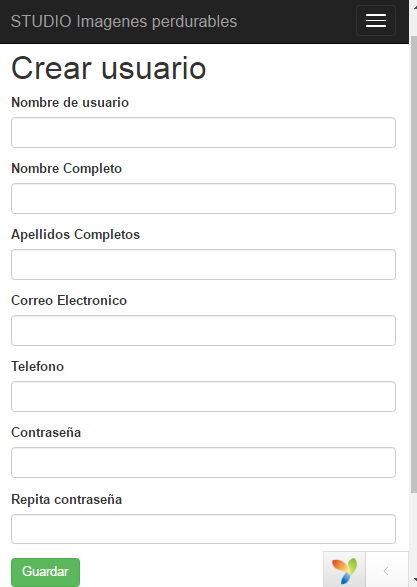 STUDIO Imagenes perdurables
Crear usuario
Nombre de usuario
Nombre Completo
Apellidos Completos
Correo Electronico
Telefono
Contraseña
Repita contraseña
Guardar